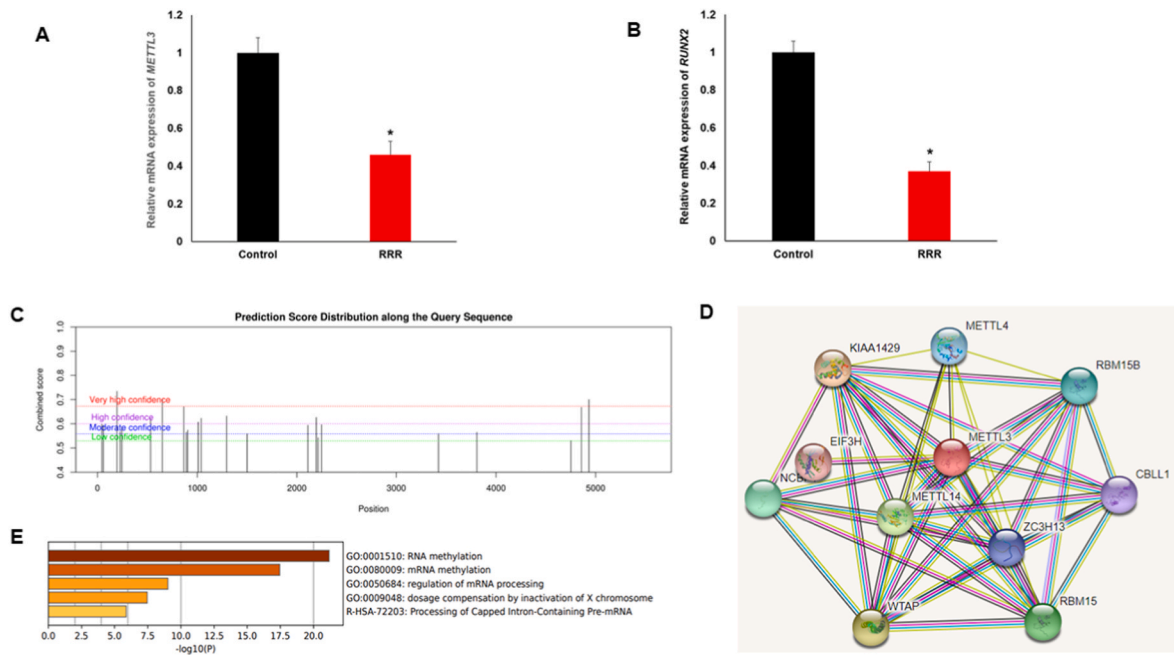 A
Relative mRNA expression of METTL3
1.2
1
0.8
0.6
0.4
0.2
0
*
Control
RRR
B
Relative mRNA expression of RUNX2
1.2
1
0.8
0.6
0.4
0.2
0
*
Control
RRR
C
Prediction Score Distribution along the Query Sequence
Combined score
1.0
0.9
0.8
0.7
0.6
0.5
0.4
Very high confidence
High confidence
Moderate confidence
Low confidence
0
1000
2000
3000
4000
5000
Position
D
METTL4
KIAA1429
RBM15B
METTL3
EIF3H
NCB
CBLL1
METTL14
ZC3H13
WTAP
RBM15
E
GO:0001510: RNA methylation
GO:0080009: mRNA methylation
GO:0050684: regulation of mRNA processing
GO:0009048: dosage compensation by inactivation of X chromosome
R-HSA-72203: Processing of Capped Intron-Containing Pre-mRNA
0.0 2.5 5.0 7.5 10.0 12.5 15.0 17.5 20.0
-log10(P)